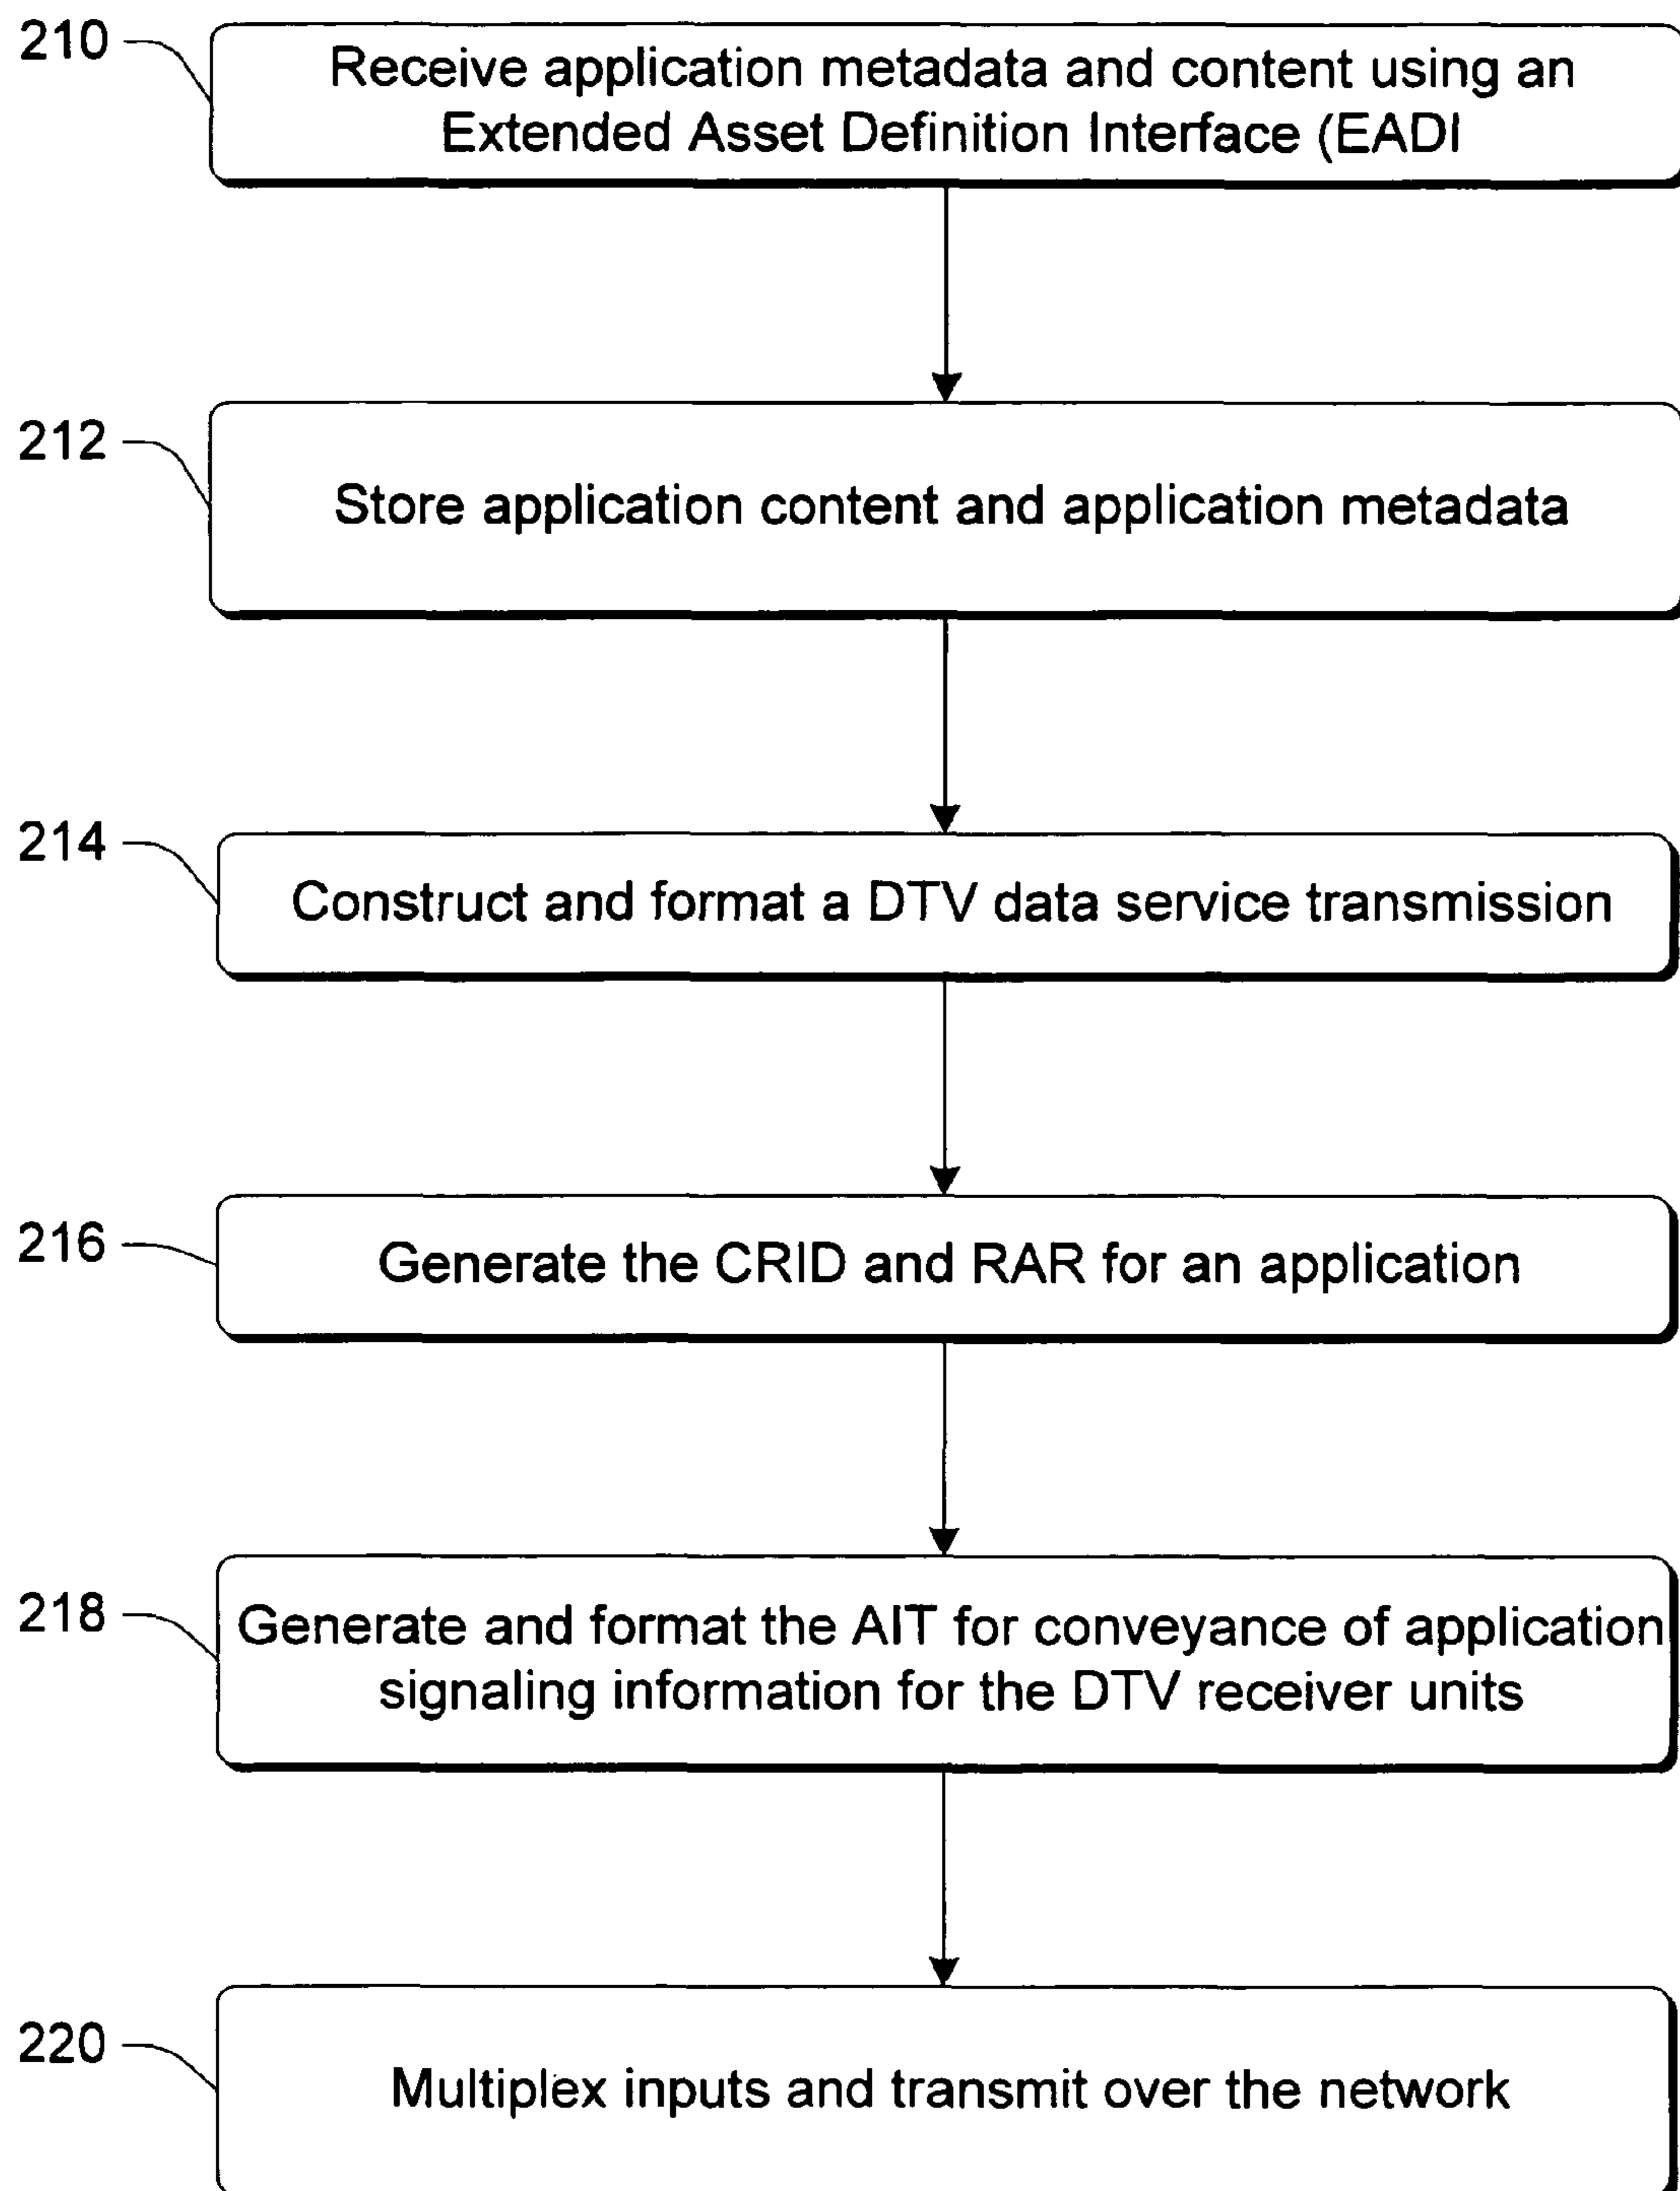 210
Receive application metadata and content using an
Extended Asset Definition Interface (EADI
212
Store application content and application metadata
214
Construct and format a DTV data service transmission
216
Generate the CRID and RAR for an application
218
Generate and format the AIT for conveyance of application
signaling information for the DTV receiver units
220
Multiplex inputs and transmit over the network